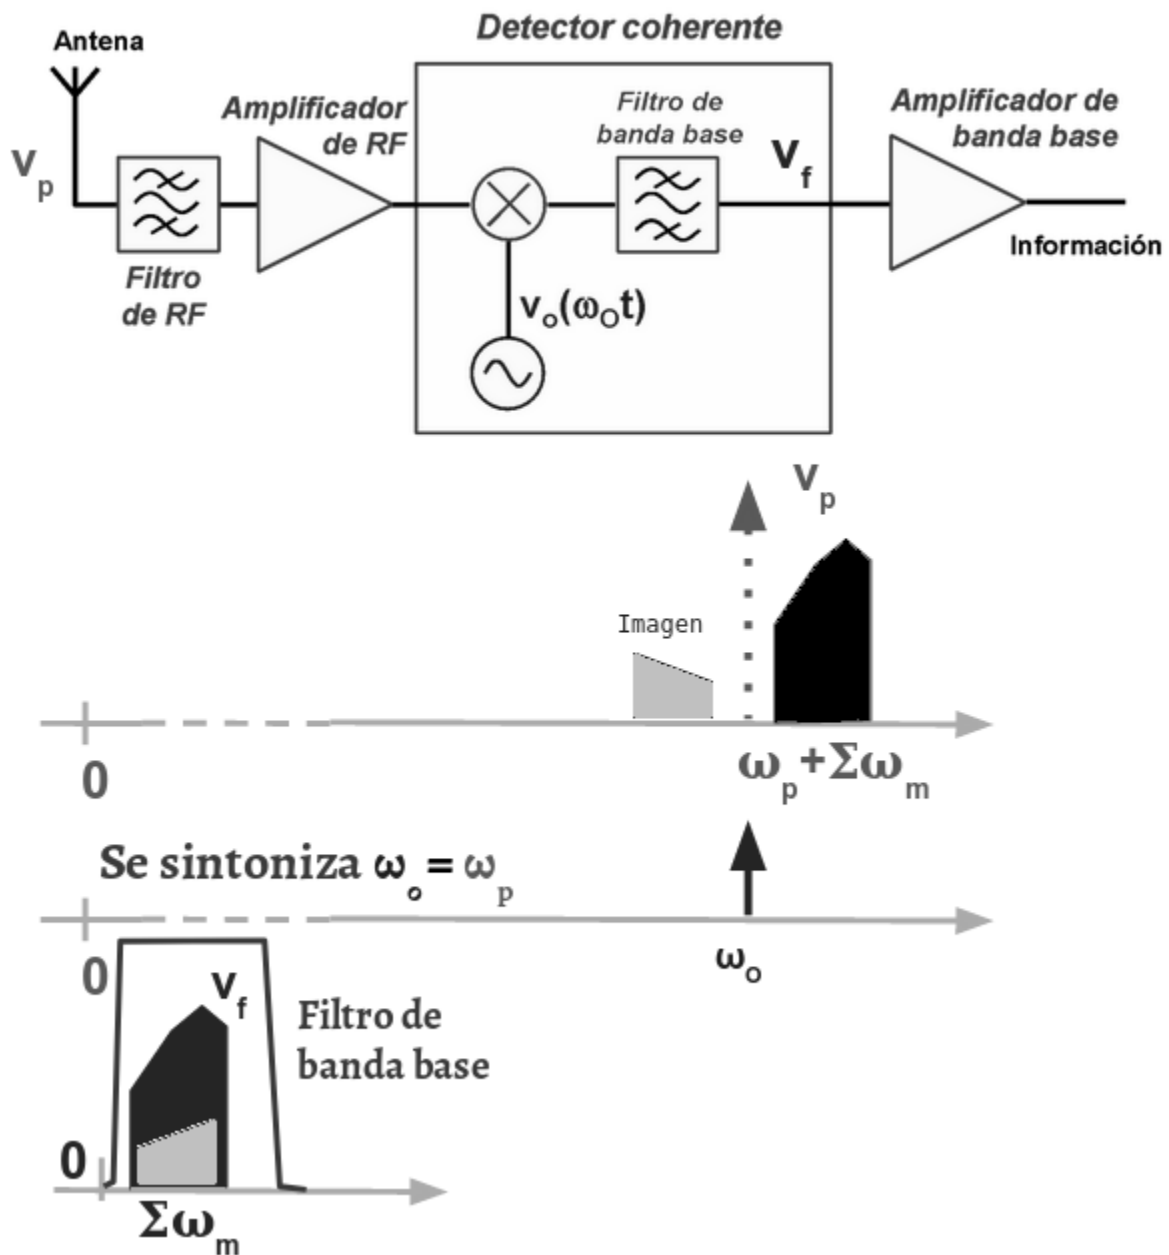 Detector coherente
Antena
Amplificador
de RF
Filtro de
banda base
Amplificador de
banda base
Vp
Vf
Filtro
de RF
vo(ωOt)
Información
Vp
Imagen
0
ωp+Σωm
Se sintoniza ωo= ωp
0
ωo
Vf
Filtro de
banda base
0
Σωm